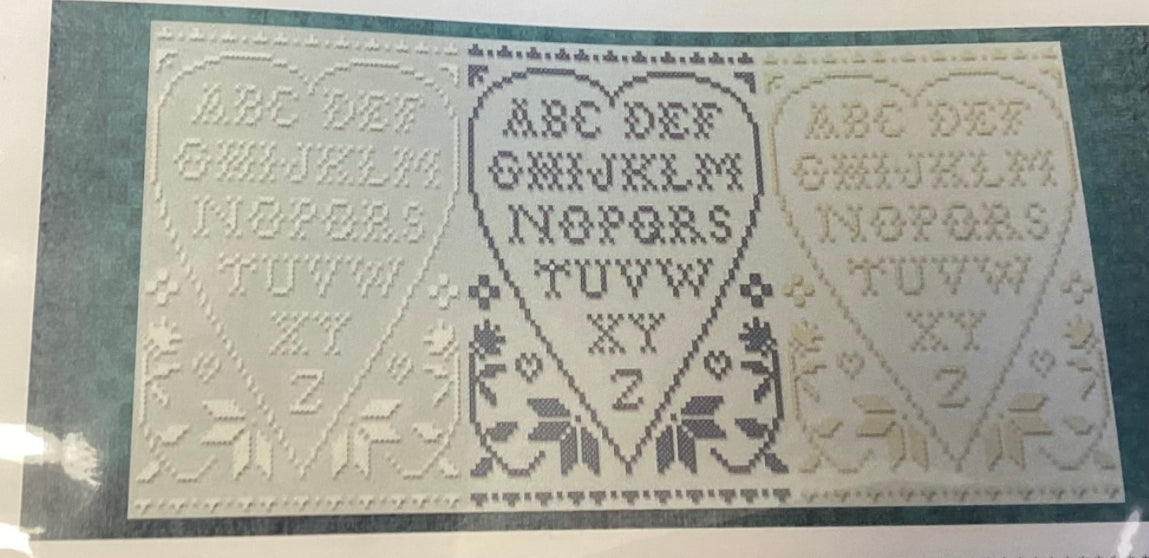 ABC DEF
GHIJKLM
NOPQRS
TUVW
XY
Z
ABC DEF
GHIJKLM
NOPQRS
TUVW
XY
Z
ABC DEF
GHIJKLM
NOPQRS
TUVW
XY
Z